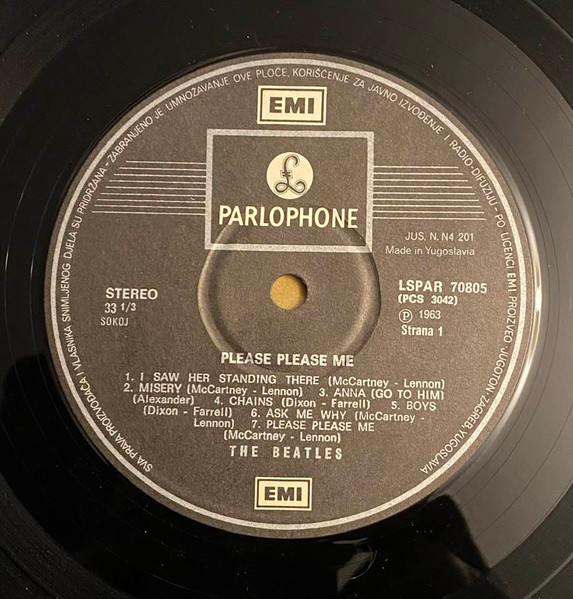 SVA PRAVA PROIZVOĐAČA I VLASNIKA SNIMLJENOG DJELA SU PRIDRŽANA - ZABRANJENO JE UMNOŽAVANJE OVE PLOČE, KORIŠĆENJE ZA JAVNO IZVOĐENJE I RADIO-DIFUZIJU - PO LICENCI EMI PROIZVEO JUGOTON - ZAGREB, YUGOSLAVIA
EMI
£
PARLOPHONE
JUS. N. N4 201
Made in Yugoslavia
STEREO
33 1/3
SOKOJ
LSPAR 70805
(PCS 3042)
Ⓟ 1963
Strana 1
PLEASE PLEASE ME
1. I SAW HER STANDING THERE (McCartney - Lennon)
2. MISERY (McCartney - Lennon) 3. ANNA (GO TO HIM)
(Alexander) 4. CHAINS (Dixon - Farrell) 5. BOYS
(Dixon - Farrell) 6. ASK ME WHY (McCartney -
Lennon) 7. PLEASE PLEASE ME
(McCartney - Lennon)
THE BEATLES
EMI